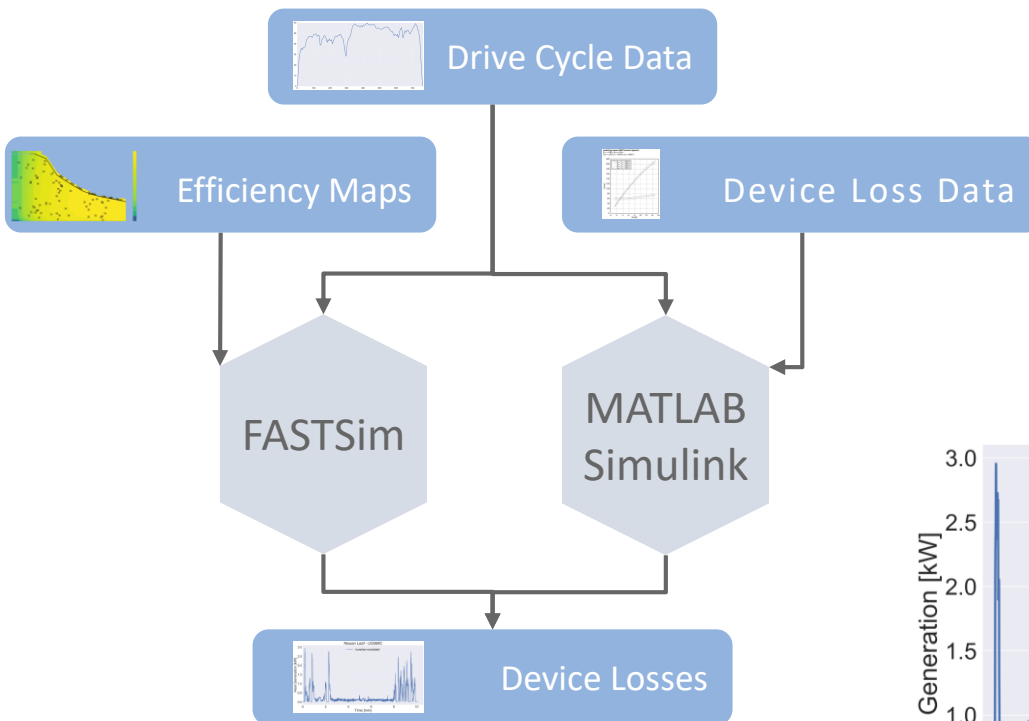 Drive Cycle Data
Efficiency Maps
Device Loss Data
FASTSim
MATLAB
Simulink
3.0
2.5
2.0
1.5
1.0
Generation [kW]
Device Losses